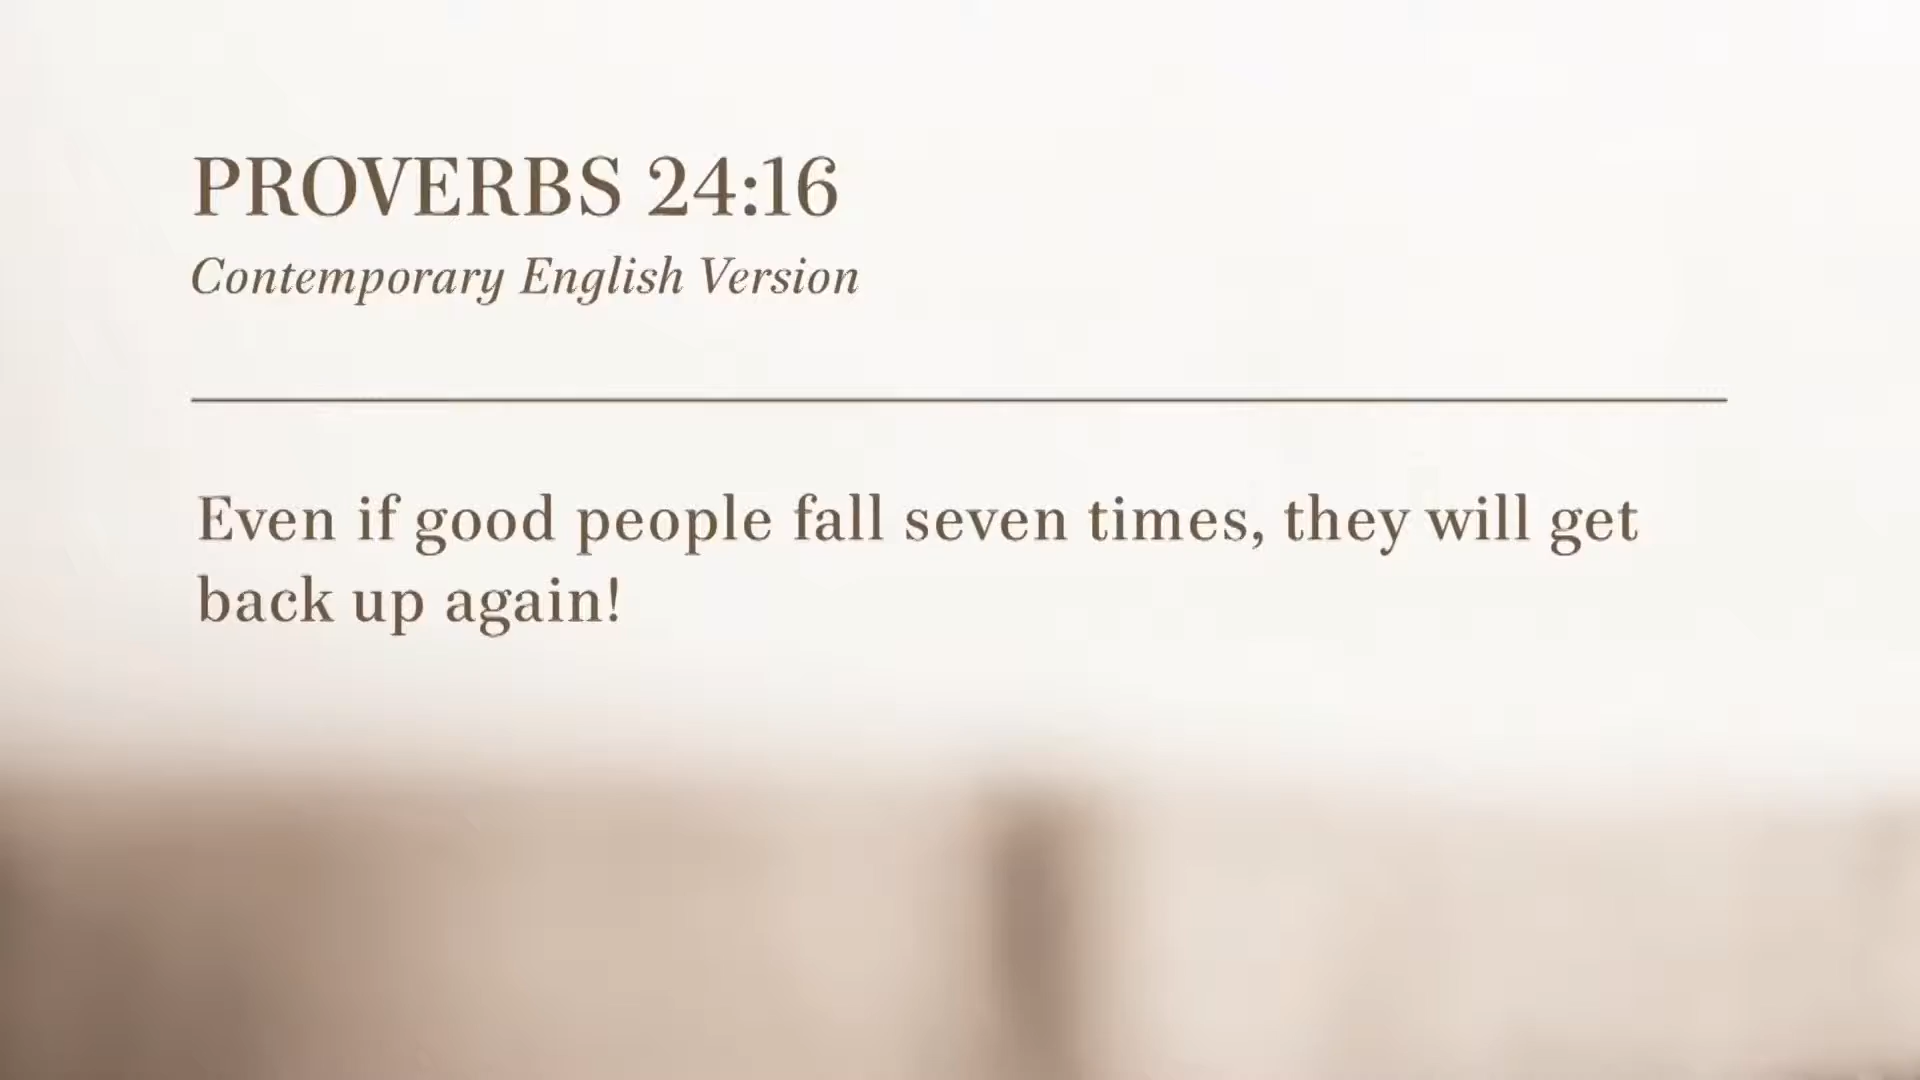 PROVERBS 24:16
Contemporary English Version
Even if good people fall seven times, they will get
back up again!